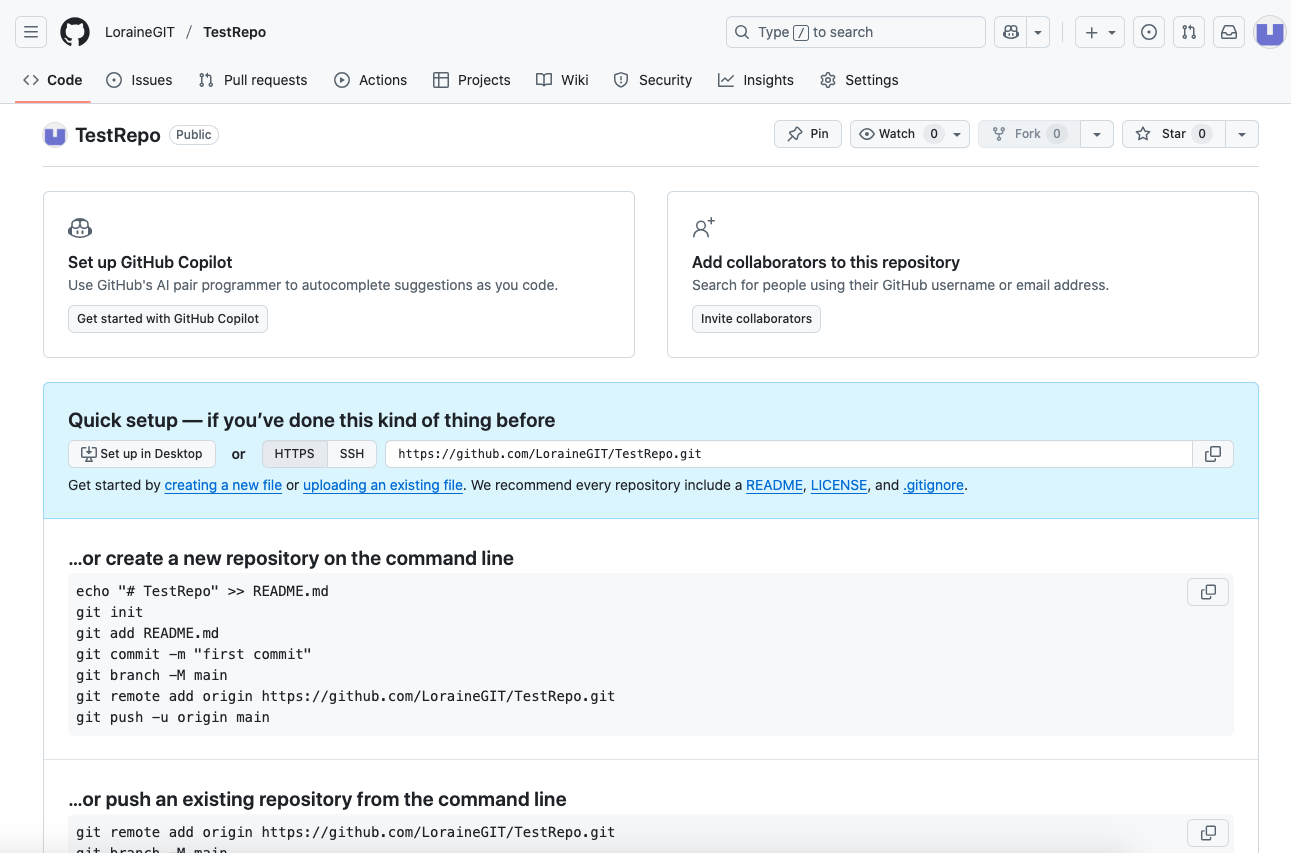 LoraineGIT / TestRepo
Type / to search
Code Issues Pull requests Actions Projects Wiki Security Insights Settings
TestRepo Public
Pin Watch 0 Fork 0 Star 0
Set up GitHub Copilot
Use GitHub's AI pair programmer to autocomplete suggestions as you code.
Get started with GitHub Copilot
Add collaborators to this repository
Search for people using their GitHub username or email address.
Invite collaborators
Quick setup — if you’ve done this kind of thing before
Set up in Desktop or HTTPS SSH https://github.com/LoraineGIT/TestRepo.git
Get started by creating a new file or uploading an existing file. We recommend every repository include a README, LICENSE, and .gitignore.
…or create a new repository on the command line
echo "# TestRepo" >> README.md
git init
git add README.md
git commit -m "first commit"
git branch -M main
git remote add origin https://github.com/LoraineGIT/TestRepo.git
git push -u origin main
…or push an existing repository from the command line
git remote add origin https://github.com/LoraineGIT/TestRepo.git
git branch -M main